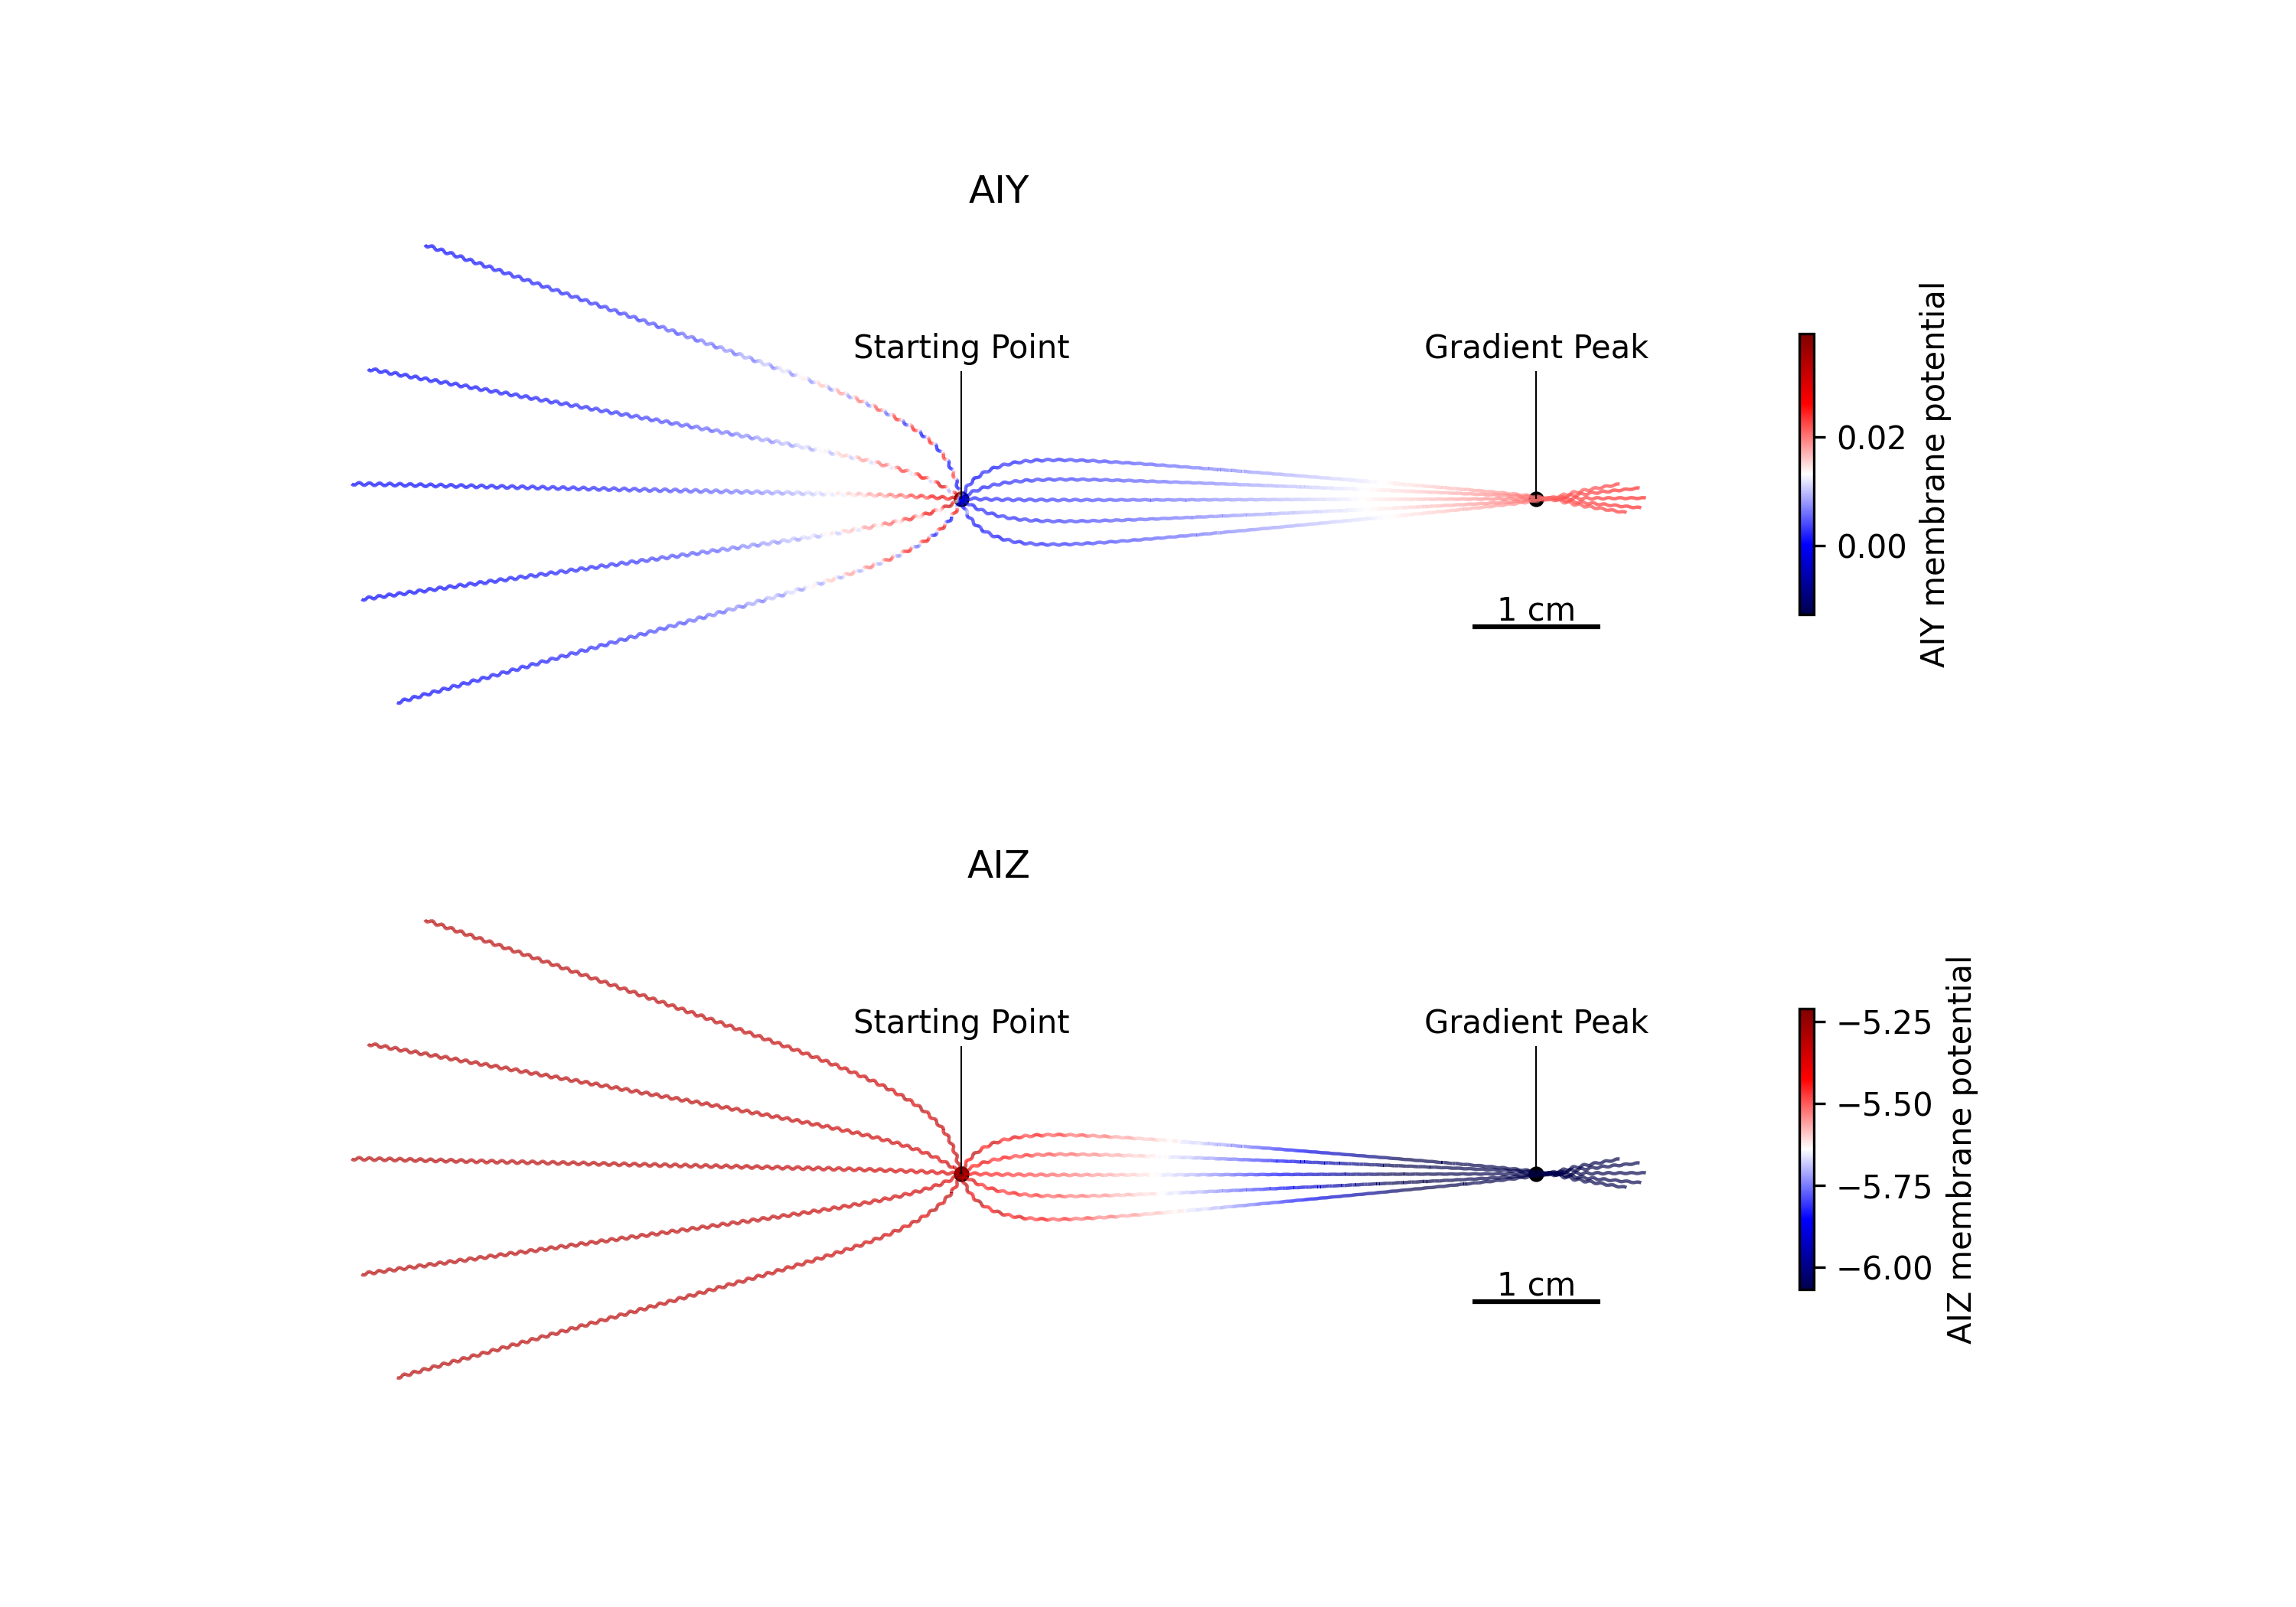 AIY
Starting Point
Gradient Peak
0.02
0.00
AIY membrane potential
1 cm
AIZ
Starting Point
Gradient Peak
−5.25
−5.50
−5.75
−6.00
AIZ membrane potential
1 cm